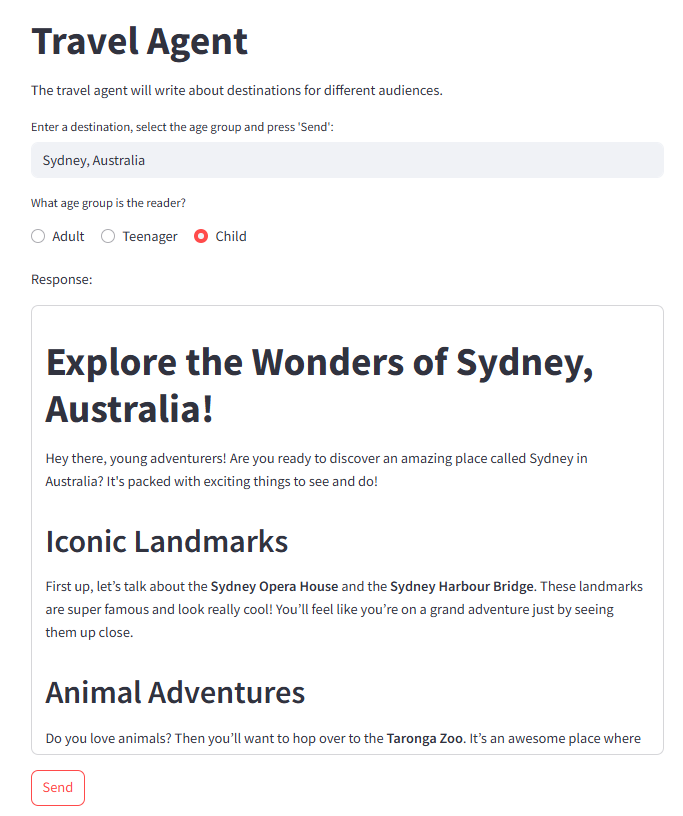 Travel Agent
The travel agent will write about destinations for different audiences.
Enter a destination, select the age group and press 'Send':
Sydney, Australia
What age group is the reader?
Adult Teenager Child
Response:
Explore the Wonders of Sydney,
Australia!
Hey there, young adventurers! Are you ready to discover an amazing place called Sydney in
Australia? It's packed with exciting things to see and do!
Iconic Landmarks
First up, let’s talk about the Sydney Opera House and the Sydney Harbour Bridge. These landmarks
are super famous and look really cool! You’ll feel like you’re on a grand adventure just by seeing
them up close.
Animal Adventures
Do you love animals? Then you’ll want to hop over to the Taronga Zoo. It’s an awesome place where
Send